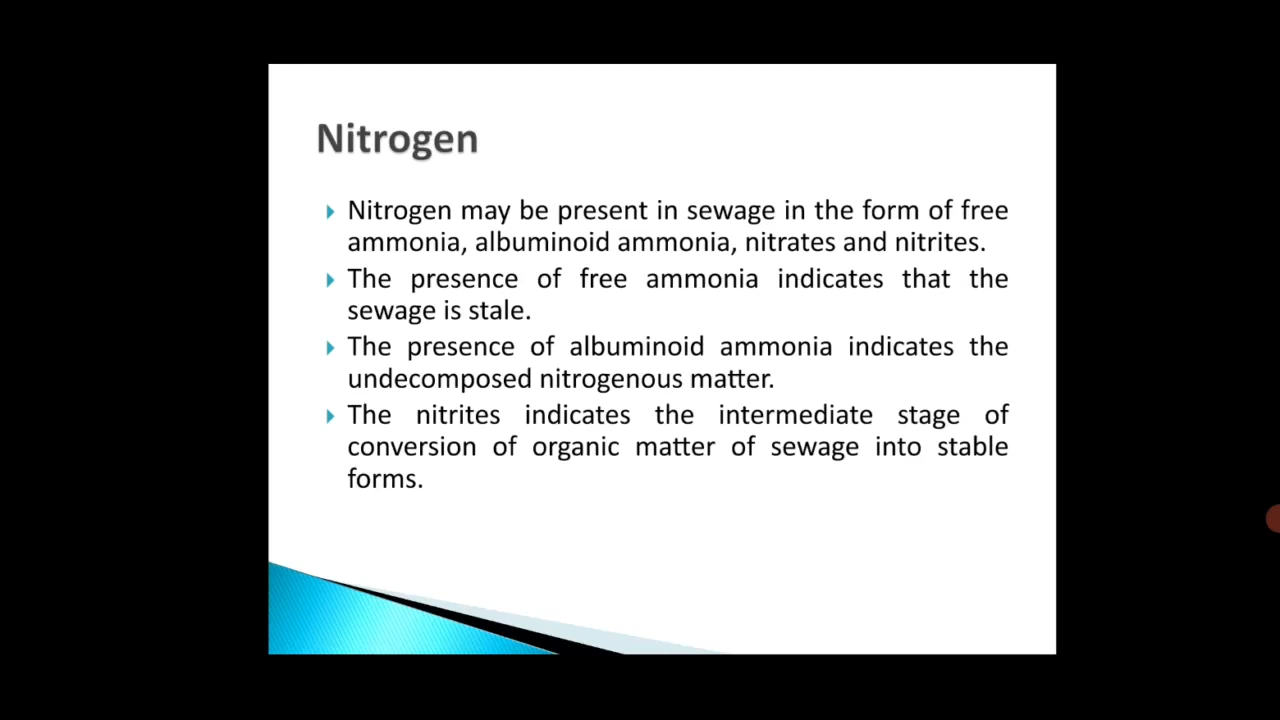 Nitrogen
Nitrogen may be present in sewage in the form of free
ammonia, albuminoid ammonia, nitrates and nitrites.
The presence of free ammonia indicates that the
sewage is stale.
The presence of albuminoid ammonia indicates the
undecomposed nitrogenous matter.
The nitrites indicates the intermediate stage of
conversion of organic matter of sewage into stable
forms.